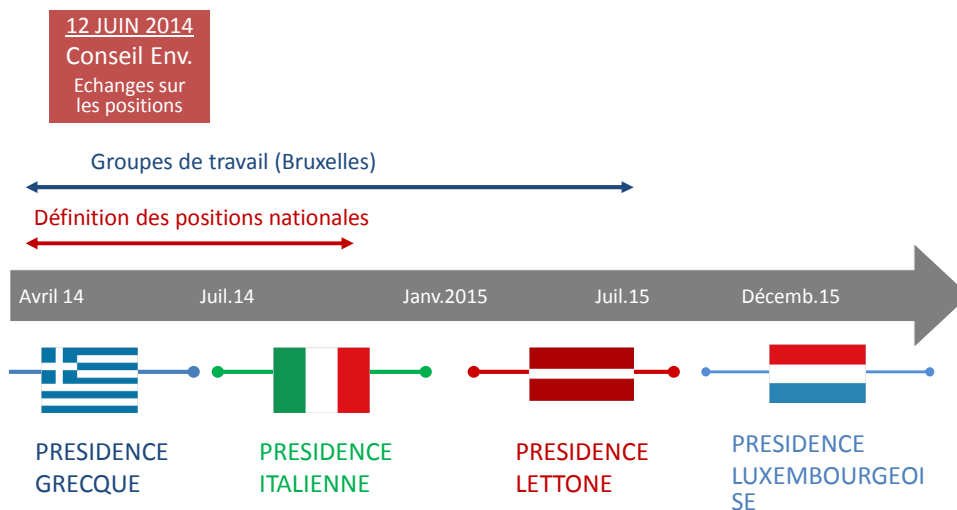 12 JUIN 2014
Conseil Env.
Echanges sur
les positions
Groupes de travail (Bruxelles)
Définition des positions nationales
Avril 14
Juil.14
Janv.2015
Juil.15
Décemb.15
PRESIDENCE
GRECQUE
PRESIDENCE
ITALIENNE
PRESIDENCE
LETTONE
PRESIDENCE
LUXEMBOURGEOI
SE